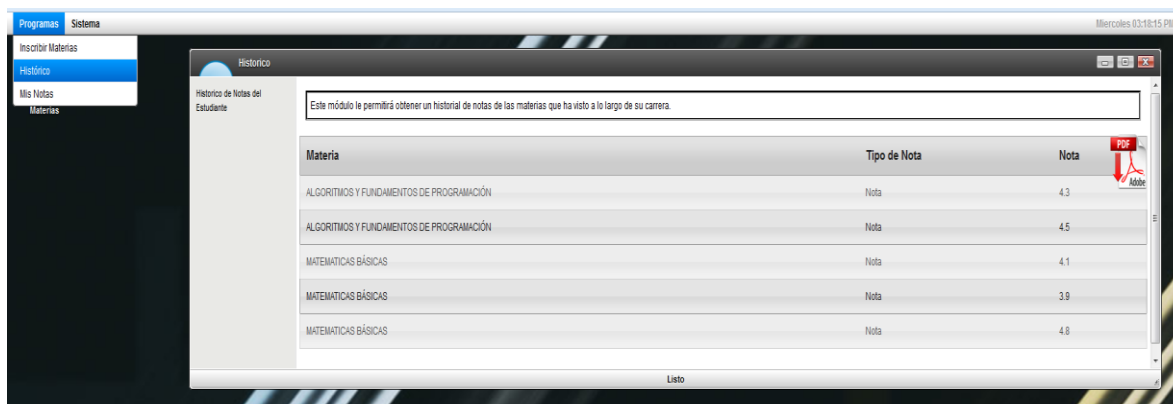 Programas Sistema Miercoles 03:18:15 PM
Inscribir Materias
Histórico
Mis Notas
Materias
Historico
Historico de Notas del
Estudiante
Este módulo le permitirá obtener un historial de notas de las materias que ha visto a lo largo de su carrera.
PDF
Adobe
Materia Tipo de Nota Nota
ALGORITMOS Y FUNDAMENTOS DE PROGRAMACIÓN Nota 4.3
ALGORITMOS Y FUNDAMENTOS DE PROGRAMACIÓN Nota 4.5
MATEMATICAS BÁSICAS Nota 4.1
MATEMATICAS BÁSICAS Nota 3.9
MATEMATICAS BÁSICAS Nota 4.8
Listo